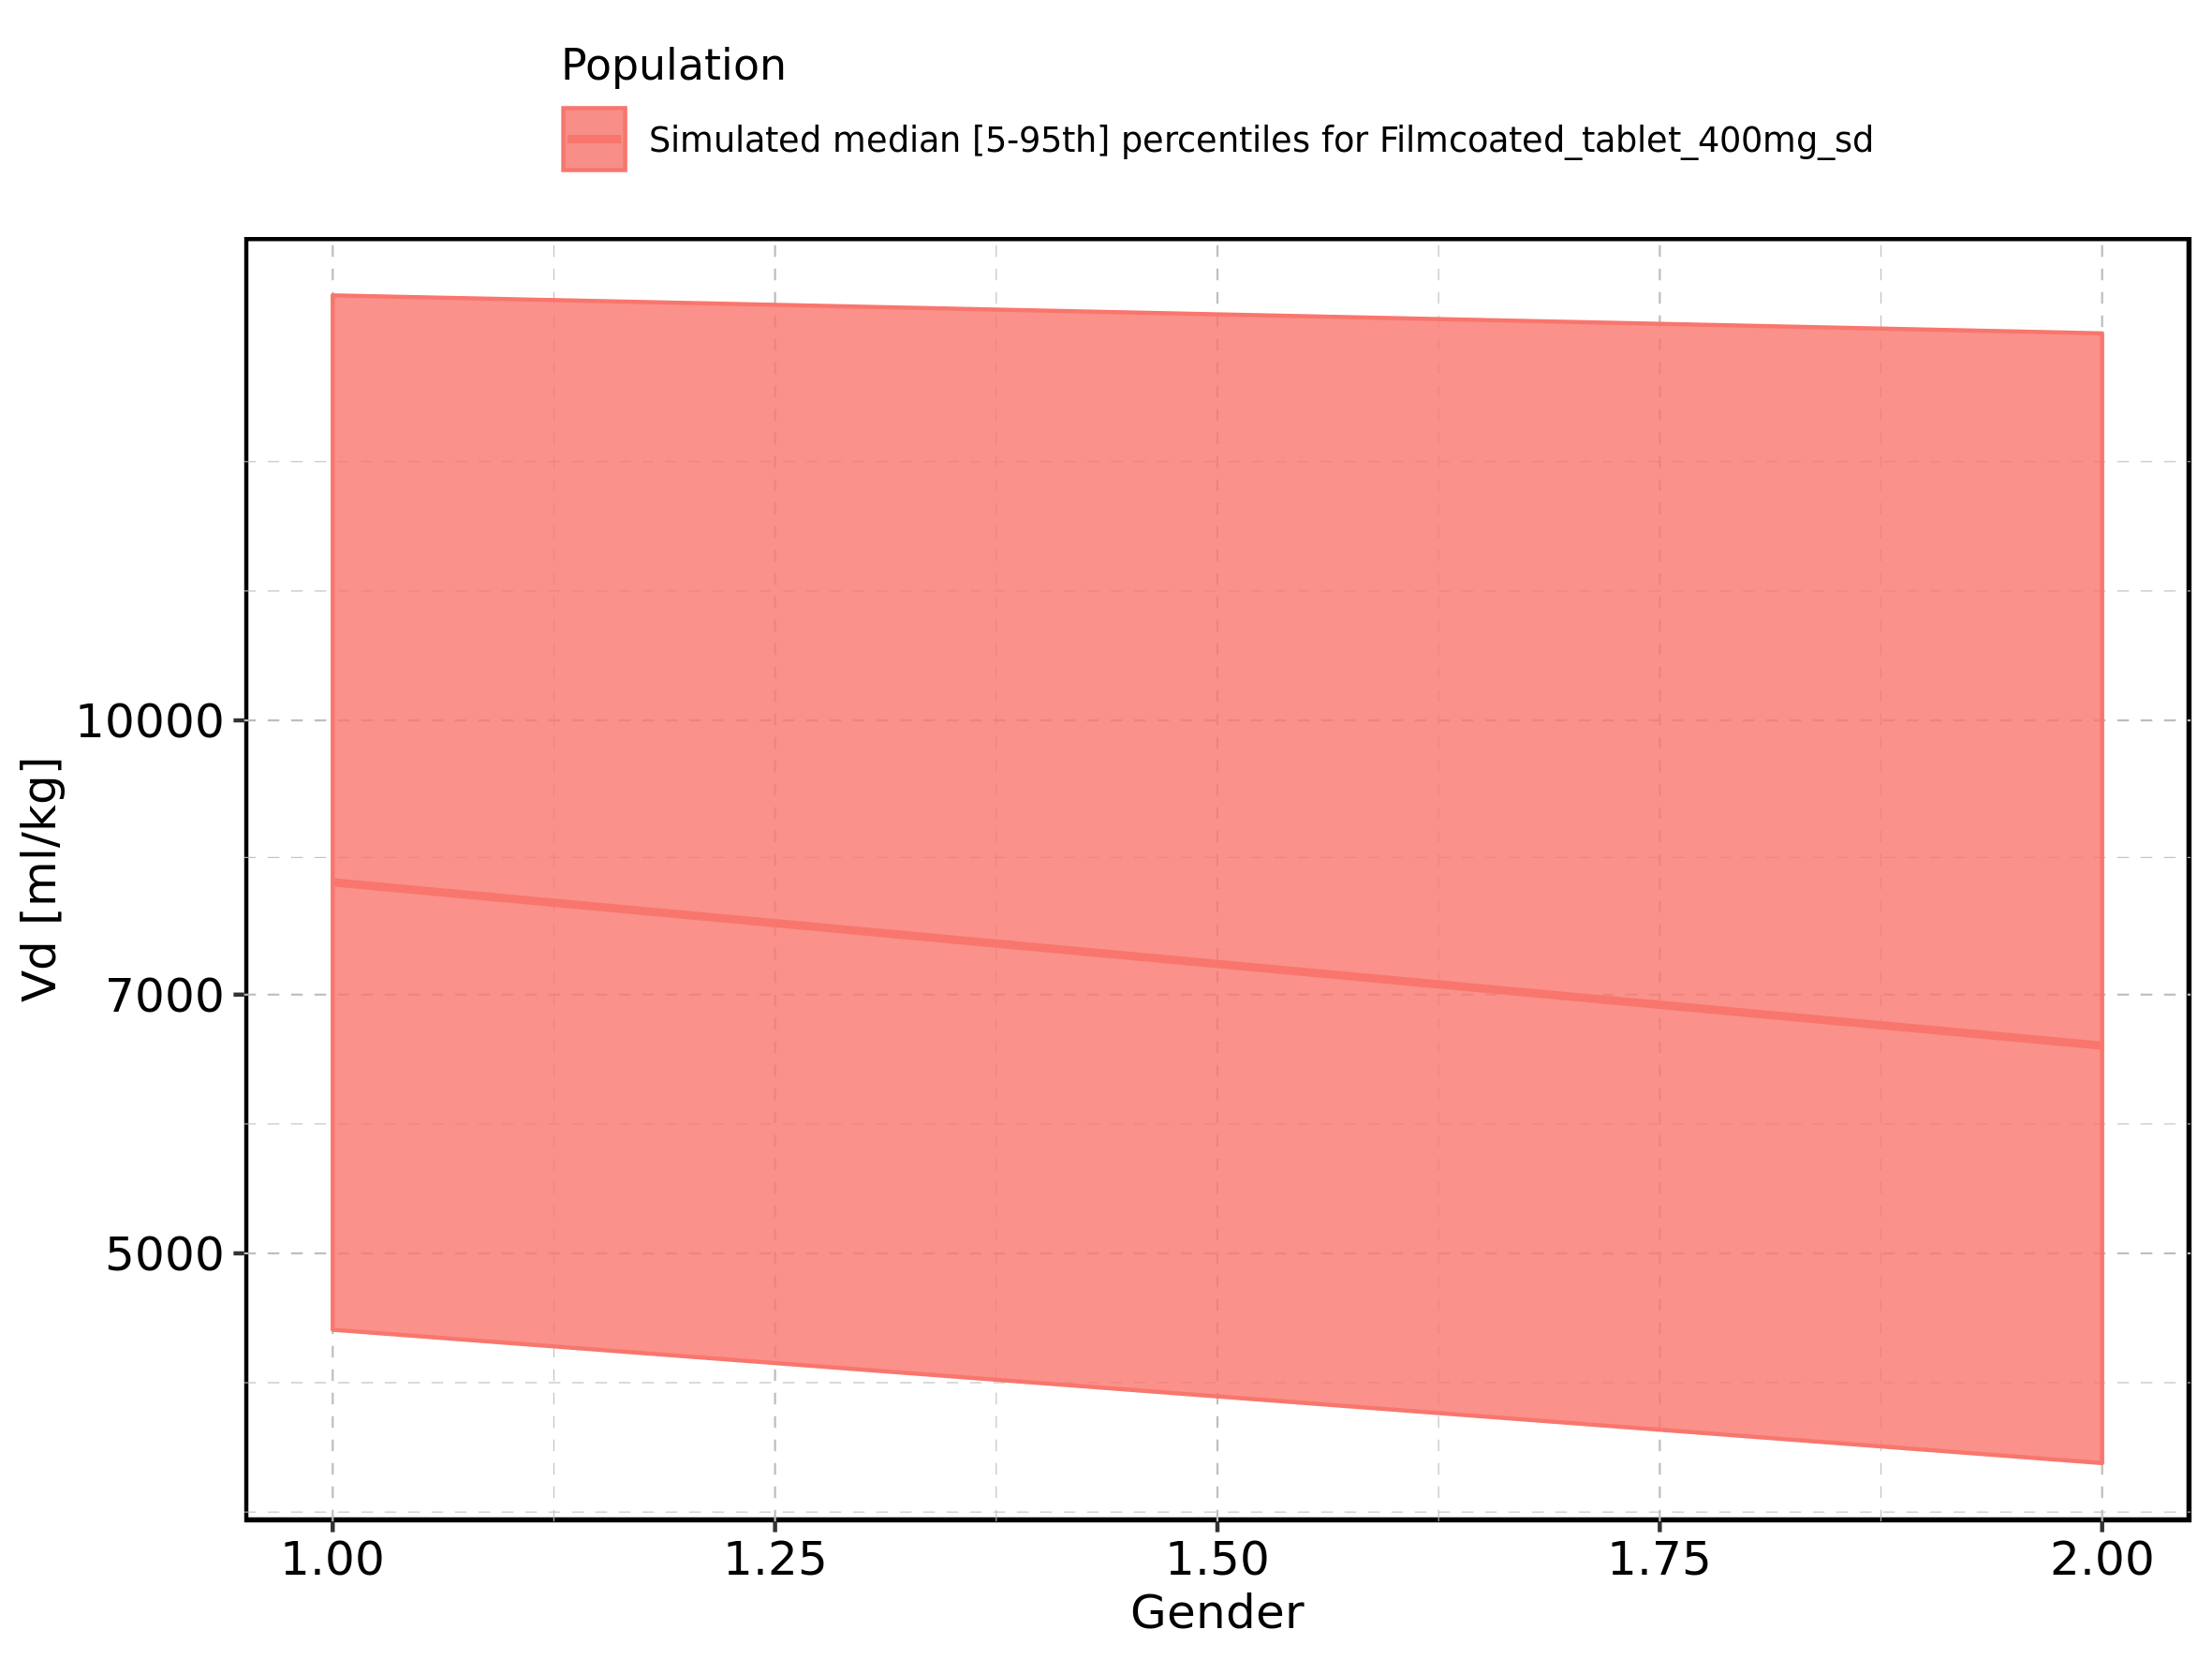 Population
Simulated median [5-95th] percentiles for Filmcoated_tablet_400mg_sd
Vd [ml/kg]
10000
7000
5000
1.00 1.25 1.50 1.75 2.00
Gender